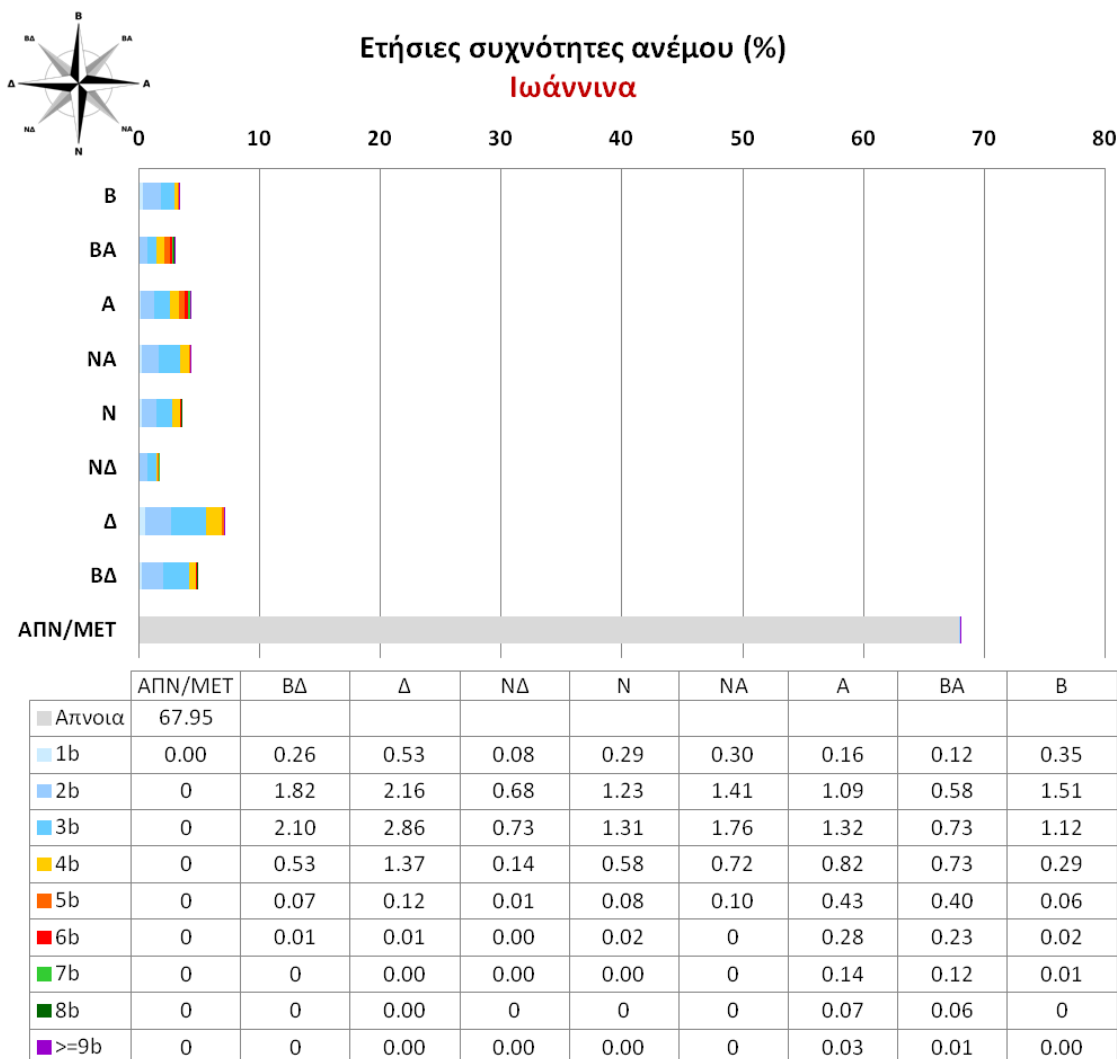 Β
ΒΔ ΒΑ
Δ Α
ΝΔ ΝΑ
Ν
Ετήσιες συχνότητες ανέμου (%)
Ιωάννινα
0 10 20 30 40 50 60 70 80
Β
ΒΑ
Α
ΝΑ
Ν
ΝΔ
Δ
ΒΔ
ΑΠΝ/ΜΕΤ
ΑΠΝ/ΜΕΤ ΒΔ Δ ΝΔ Ν ΝΑ Α ΒΑ Β
Απνοια 67.95
1b 0.00 0.26 0.53 0.08 0.29 0.30 0.16 0.12 0.35
2b 0 1.82 2.16 0.68 1.23 1.41 1.09 0.58 1.51
3b 0 2.10 2.86 0.73 1.31 1.76 1.32 0.73 1.12
4b 0 0.53 1.37 0.14 0.58 0.72 0.82 0.73 0.29
5b 0 0.07 0.12 0.01 0.08 0.10 0.43 0.40 0.06
6b 0 0.01 0.01 0.00 0.02 0 0.28 0.23 0.02
7b 0 0 0.00 0.00 0.00 0 0.14 0.12 0.01
8b 0 0 0.00 0 0 0 0.07 0.06 0
>=9b 0 0 0.00 0.00 0.00 0 0.03 0.01 0.00